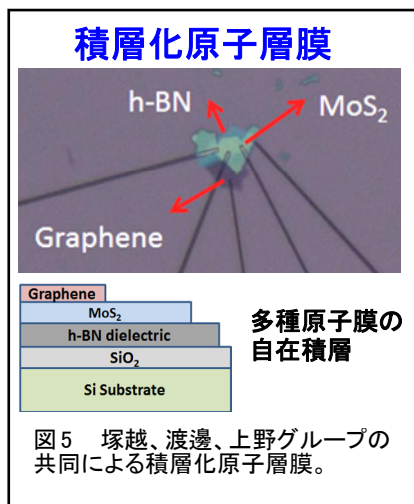 積層化原子層膜
h-BN
MoS₂
Graphene
Graphene
MoS₂
h-BN dielectric
SiO₂
Si Substrate
多種原子膜の
自在積層
図5 塚越、渡邊、上野グループの
共同による積層化原子層膜。